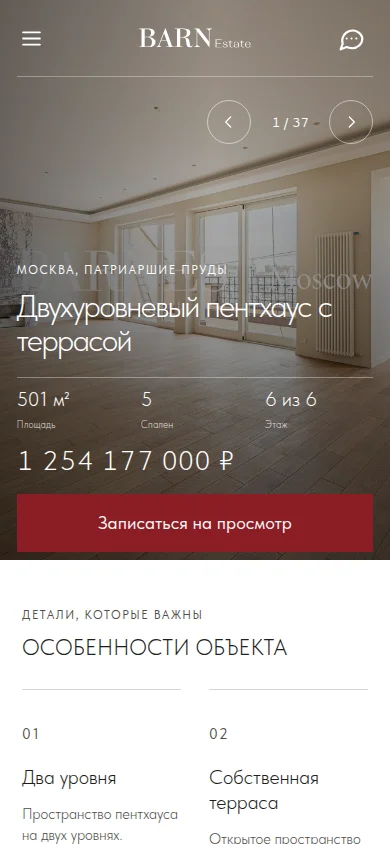 BARN Estate
1 / 37
МОСКВА, ПАТРИАРШИЕ ПРУДЫ
Двухуровневый пентхаус с
террасой
501 м² 5 6 из 6
Площадь Спален Этаж
1 254 177 000 ₽
Записаться на просмотр
ДЕТАЛИ, КОТОРЫЕ ВАЖНЫ
ОСОБЕННОСТИ ОБЪЕКТА
01
Два уровня
Пространство пентхауса
на двух уровнях.
02
Собственная
терраса
Открытое пространство